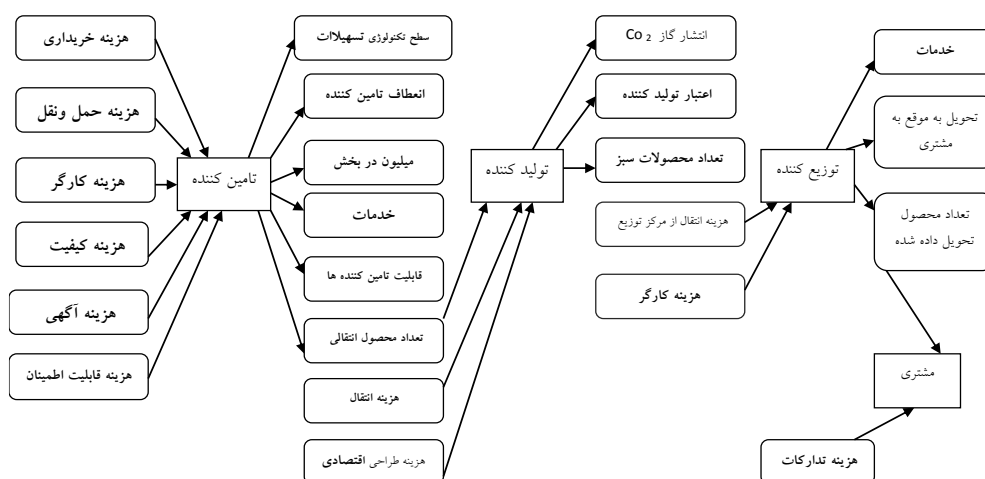 هزینه خریداری
هزینه حمل ونقل
هزینه کارگر
هزینه کیفیت
هزینه آگهی
هزینه قابلیت اطمینان
تامین کننده
سطح تکنولوژی تسهیلاات
انعطاف تامین کننده
میلیون در بخش
خدمات
قابلیت تامین کننده ها
تعداد محصول انتقالی
هزینه انتقال
هزینه طراحی اقتصادی
تولید کننده
انتشار گاز Co 2
اعتبار تولید کننده
تعداد محصولات سبز
هزینه انتقال از مرکز توزیع
هزینه کارگر
توزیع کننده
خدمات
تحویل به موقع به
مشتری
تعداد محصول
تحویل داده شده
مشتری
هزینه تدارکات